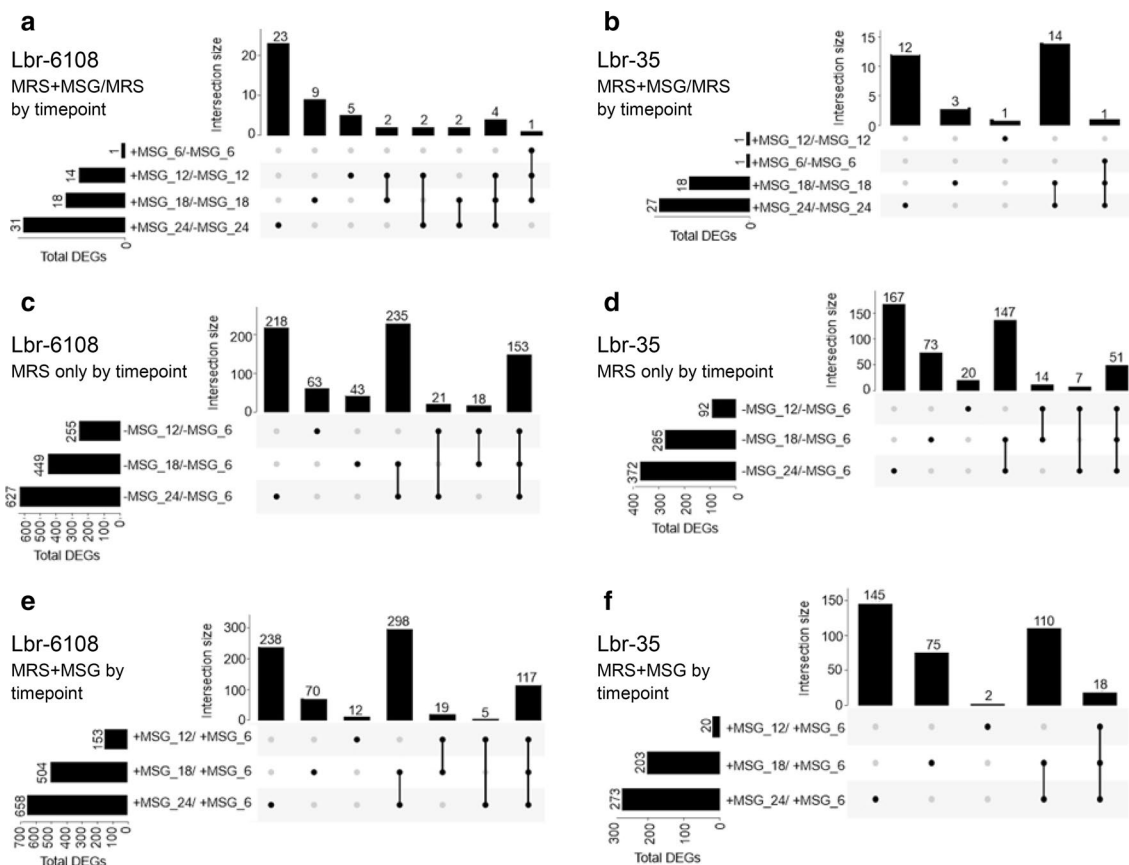 a
Lbr-6108
MRS+MSG/MRS
by timepoint
Intersection size
20
10
0
23
9
5
2
2
2
4
1
1
+MSG_6/-MSG_6
14
+MSG_12/-MSG_12
18
+MSG_18/-MSG_18
31
+MSG_24/-MSG_24
0
Total DEGs
b
Lbr-35
MRS+MSG/MRS
by timepoint
Intersection size
15
10
5
0
12
3
1
14
1
1
+MSG_12/-MSG_12
1
+MSG_6/-MSG_6
18
+MSG_18/-MSG_18
27
+MSG_24/-MSG_24
0
Total DEGs
c
Lbr-6108
MRS only by timepoint
Intersection size
200
100
0
218
63
43
235
21
18
153
255
-MSG_12/-MSG_6
449
-MSG_18/-MSG_6
627
-MSG_24/-MSG_6
600 500 400 300 200 100 0
Total DEGs
d
Lbr-35
MRS only by timepoint
Intersection size
150
100
50
0
167
73
20
147
14
7
51
92
-MSG_12/-MSG_6
285
-MSG_18/-MSG_6
372
-MSG_24/-MSG_6
400 300 200 100 0
Total DEGs
e
Lbr-6108
MRS+MSG by
timepoint
Intersection size
300
200
100
0
238
70
12
298
19
5
117
153
+MSG_12/ +MSG_6
504
+MSG_18/ +MSG_6
658
+MSG_24/ +MSG_6
700 600 500 400 300 200 100 0
Total DEGs
f
Lbr-35
MRS+MSG by
timepoint
Intersection size
150
100
50
0
145
75
2
110
18
20
+MSG_12/ +MSG_6
203
+MSG_18/ +MSG_6
273
+MSG_24/ +MSG_6
300 200 100 0
Total DEGs